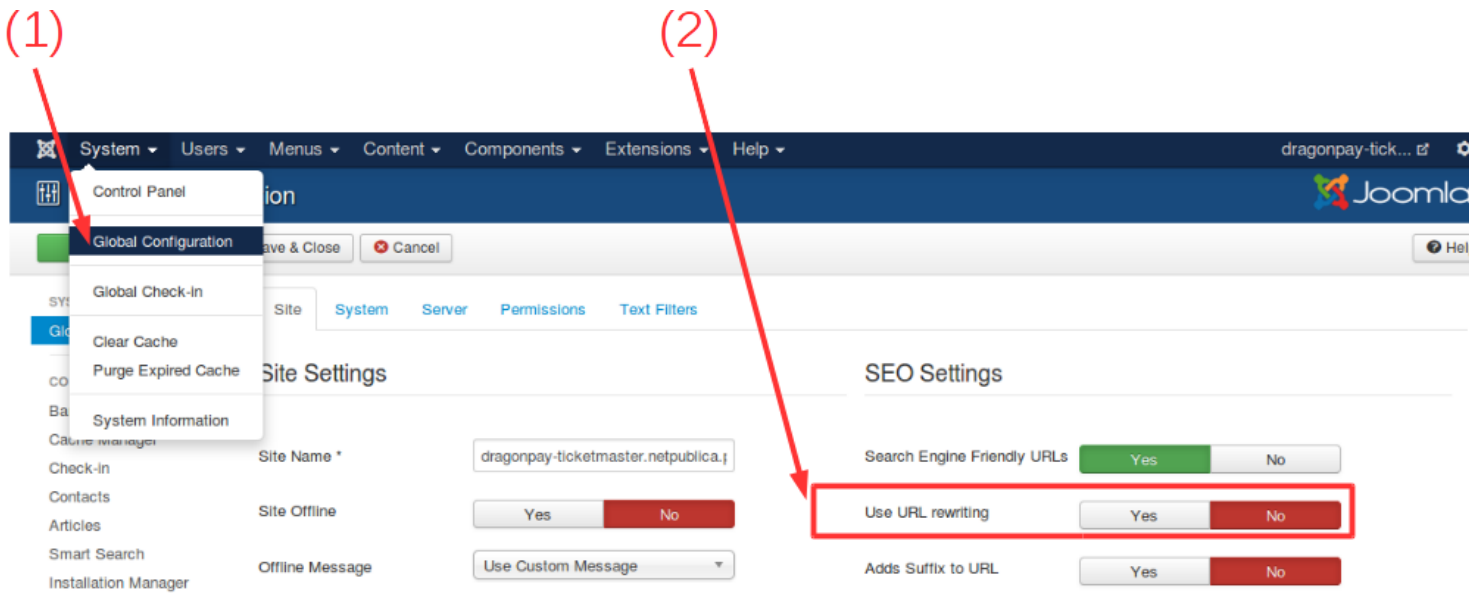 (1)
(2)
System Users Menus Content Components Extensions Help dragonpay-tick...
Control Panel
ion
Joomla
Global Configuration
ave & Close
Cancel
Hel
Global Check-in
SYS
Site System Server Permissions Text Filters
Glo
Clear Cache
Purge Expired Cache
CO
Site Settings
SEO Settings
Ba
System Information
Cache Manager
Site Name *
dragonpay-ticketmaster.netpublica.p
Search Engine Friendly URLs
Yes No
Check-in
Contacts
Site Offline
Yes No
Use URL rewriting
Yes No
Articles
Smart Search
Offline Message
Use Custom Message
Adds Suffix to URL
Yes No
Installation Manager